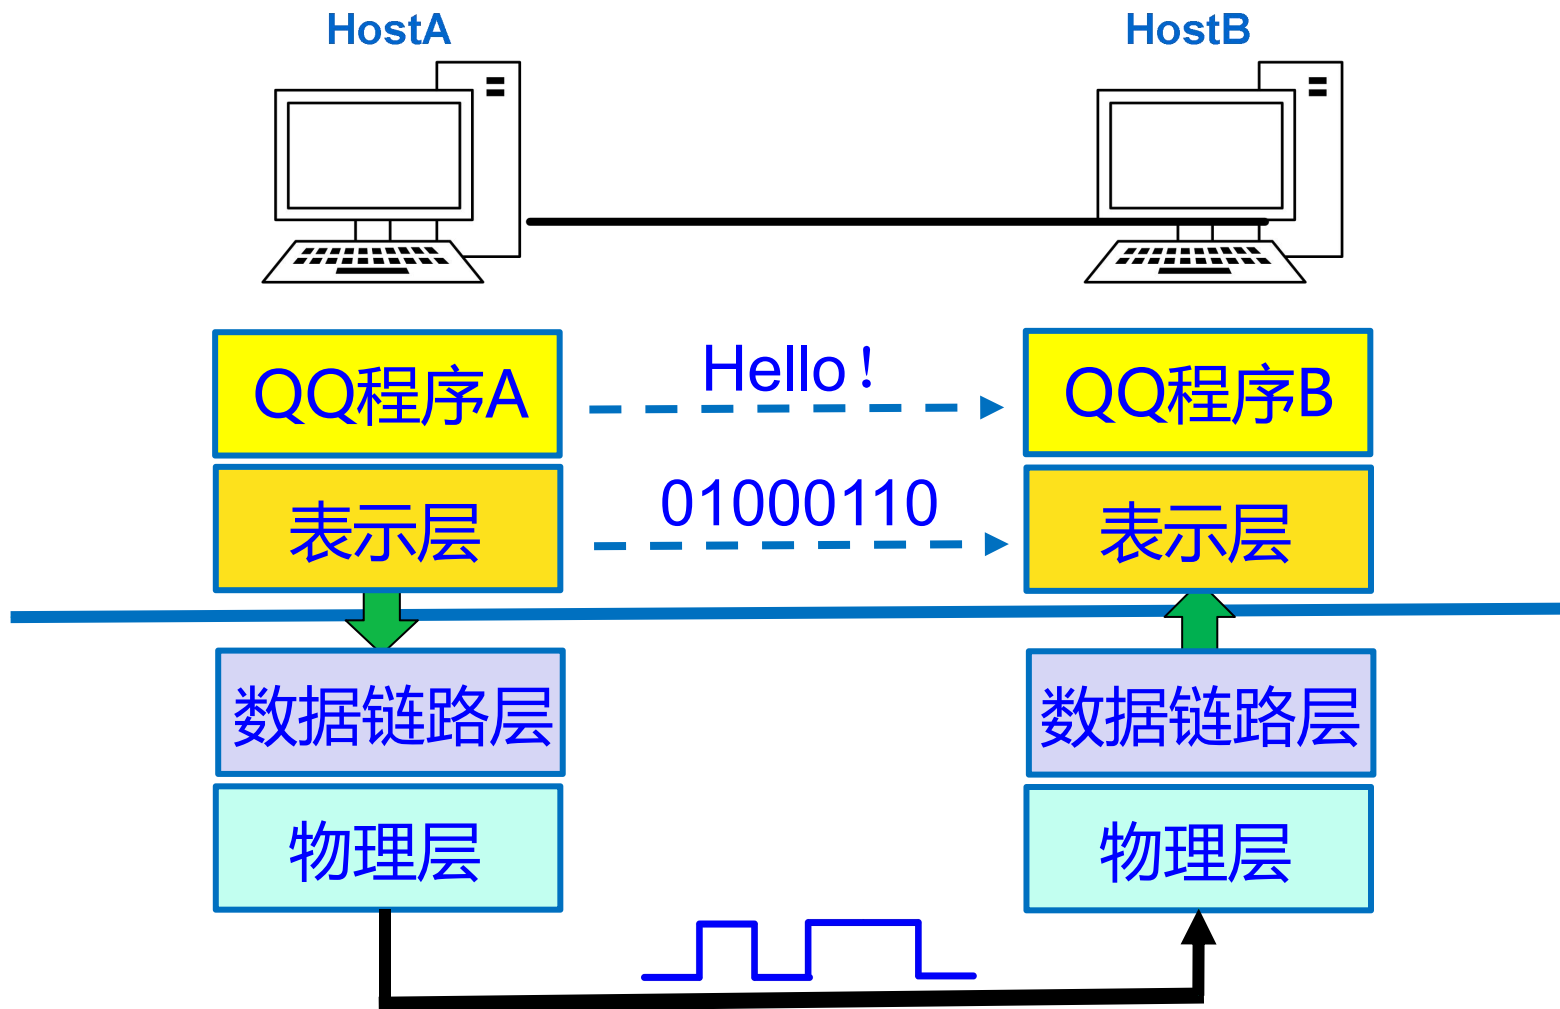 HostA
HostB
QQ程序A
Hello！
QQ程序B
表示层
01000110
表示层
数据链路层
数据链路层
物理层
物理层